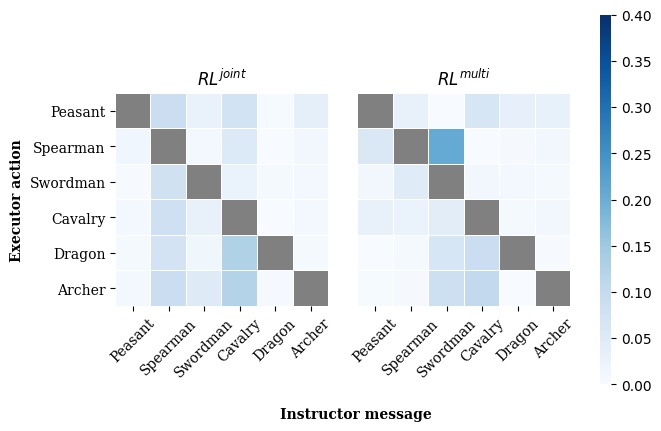 RL^joint RL^multi
0.40
0.35
0.30
0.25
0.20
0.15
0.10
0.05
0.00
Executor action
Peasant
Spearman
Swordman
Cavalry
Dragon
Archer
Peasant Spearman Swordman Cavalry Dragon Archer
Peasant Spearman Swordman Cavalry Dragon Archer
Instructor message